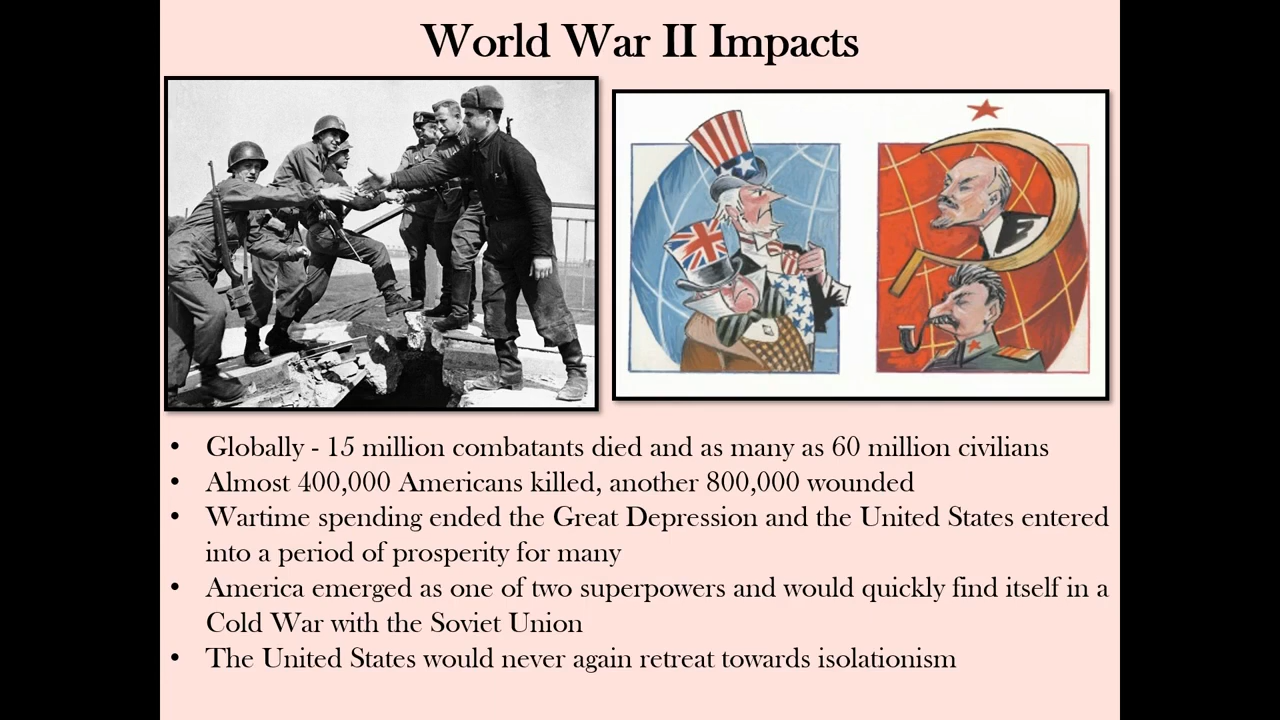 World War II Impacts
• Globally - 15 million combatants died and as many as 60 million civilians
• Almost 400,000 Americans killed, another 800,000 wounded
• Wartime spending ended the Great Depression and the United States entered
into a period of prosperity for many
• America emerged as one of two superpowers and would quickly find itself in a
Cold War with the Soviet Union
• The United States would never again retreat towards isolationism